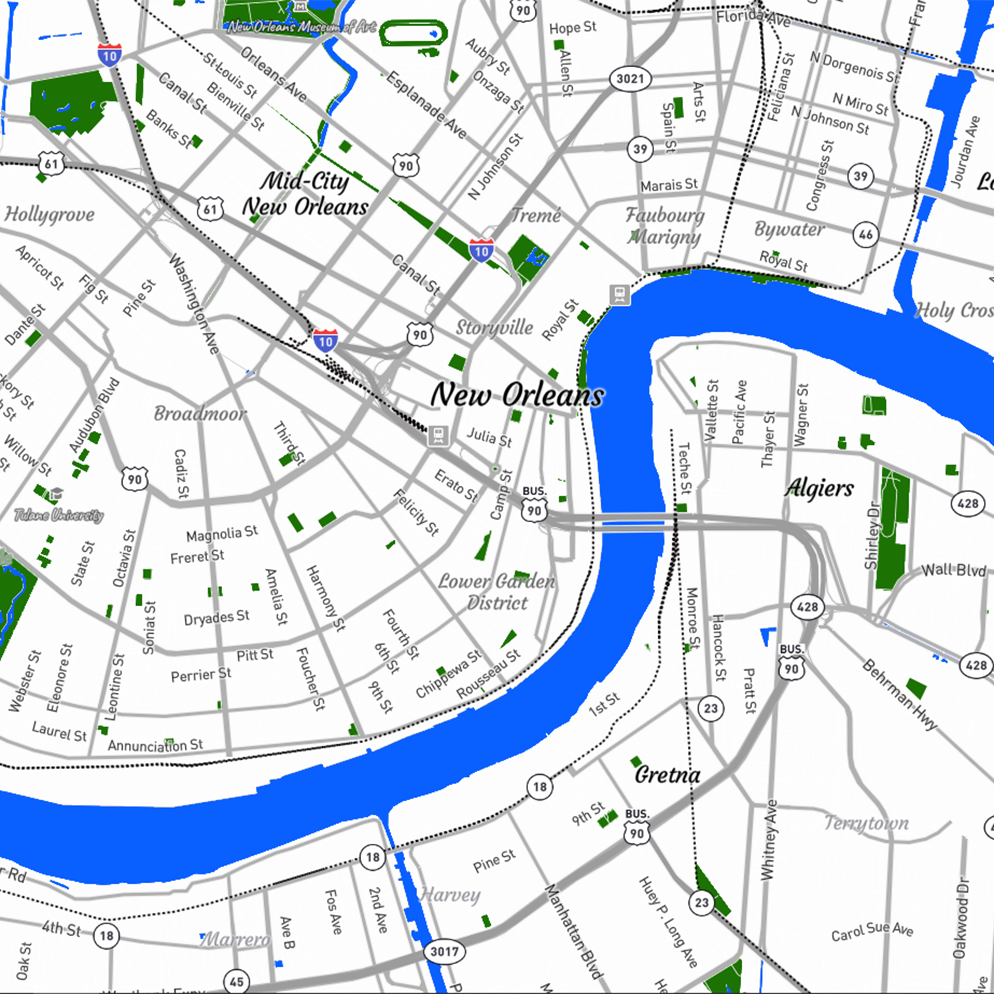 90
New Orleans Museum of Art
Florida Ave
Hope St
Aubry St
Allen St
Onzaga St
3021
Feliciana St
N Dorgenois St
10
St-Louis St
Orleans Ave
Canal St
Bienville St
Banks St
Esplanade Ave
Arts St
Spain St
N Miro St
N Johnson St
39
Jourdan Ave
61
90
N Johnson St
Congress St
39
Mid-City
New Orleans
Marais St
Hollygrove
61
Tremé
Faubourg
Marigny
Bywater
46
Apricot St
Fig St
Pine St
Washington Ave
Canal St
10
Royal St
Holy Cros
Dante St
Storyville
Royal St
10
90
New Orleans
kory St
h St
Audubon Blvd
Broadmoor
Vallette St
Pacific Ave
Thayer St
Wagner St
Willow St
St
Third St
Julia St
Teche St
90
Cadiz St
Erato St
Camp St
BUS.
90
Algiers
Tulane University
Felicity St
428
Shirley Dr
State St
Octavia St
Magnolia St
Freret St
Wall Blvd
Amelia St
Harmony St
Lower Garden
District
Soniat St
Dryades St
Monroe St
Hancock St
428
Fourth St
6th St
Pitt St
BUS.
90
428
Webster St
Eleonore St
Leontine St
Perrier St
Foucher St
9th St
Chippewa St
Rousseau St
Pratt St
Behrman Hwy
1st St
23
Laurel St
Annunciation St
Gretna
18
9th St
BUS.
90
Whitney Ave
Terrytown
4
18
Pine St
r Rd
Harvey
Manhattan Blvd
Huey P. Long Ave
23
Oakwood Dr
4th St
18
Marrero
Ave B
Fos Ave
2nd Ave
3017
Carol Sue Ave
Oak St
45